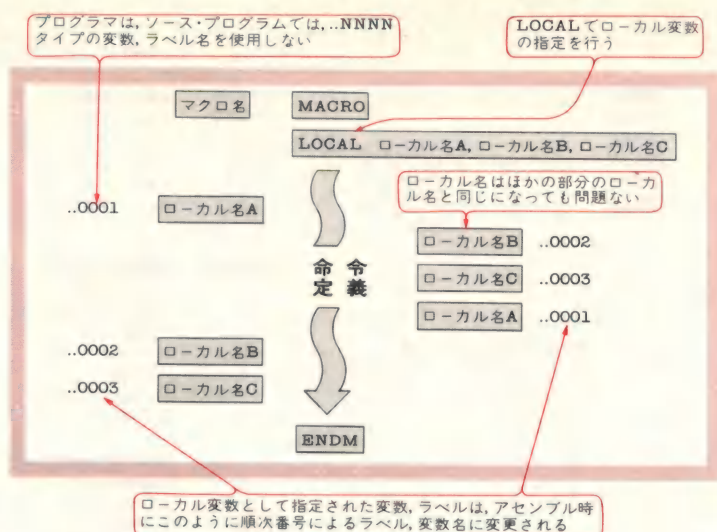 プログラマは,ソース・プログラムでは,..NNNN
タイプの変数,ラベル名を使用しない
LOCALでローカル変数
の指定を行う
マクロ名 MACRO
LOCAL ローカル名A,ローカル名B,ローカル名C
ローカル名はほかの部分のローカ
ル名と同じになっても問題ない
..0001 ローカル名A
ローカル名B ..0002
ローカル名C ..0003
命令
定義
ローカル名A ..0001
..0002 ローカル名B
..0003 ローカル名C
ENDM
ローカル変数として指定された変数,ラベルは,アセンブル時
にこのように順次番号によるラベル,変数名に変更される